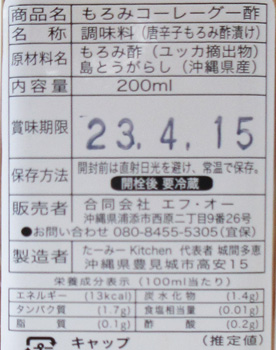 商品名 もろみコーレーグー酢
名称 調味料(唐辛子もろみ酢漬け)
原材料名 もろみ酢(ユッカ摘出物)
島とうがらし(沖縄県産)
内容量 200ml
賞味期限 23.4.15
保存方法 開封前は直射日光を避け、常温で保存。
開栓後 要冷蔵
販売者 合同会社 エフ・オー
沖縄県浦添市西原二丁目9番26号
●お問い合わせ 080-8455-5305(宜保)
製造者 たーみー Kitchen 代表者 城間多恵
沖縄県豊見城市高安15
栄養成分表示(100ml当たり)
エネルギー (13kcal) 炭水化物 (1.4g)
タンパク質 (1.7g) 食塩相当量 (0.01g)
脂質 (0.1g) 酢酸 (0.2g)
キャップ (推定値)